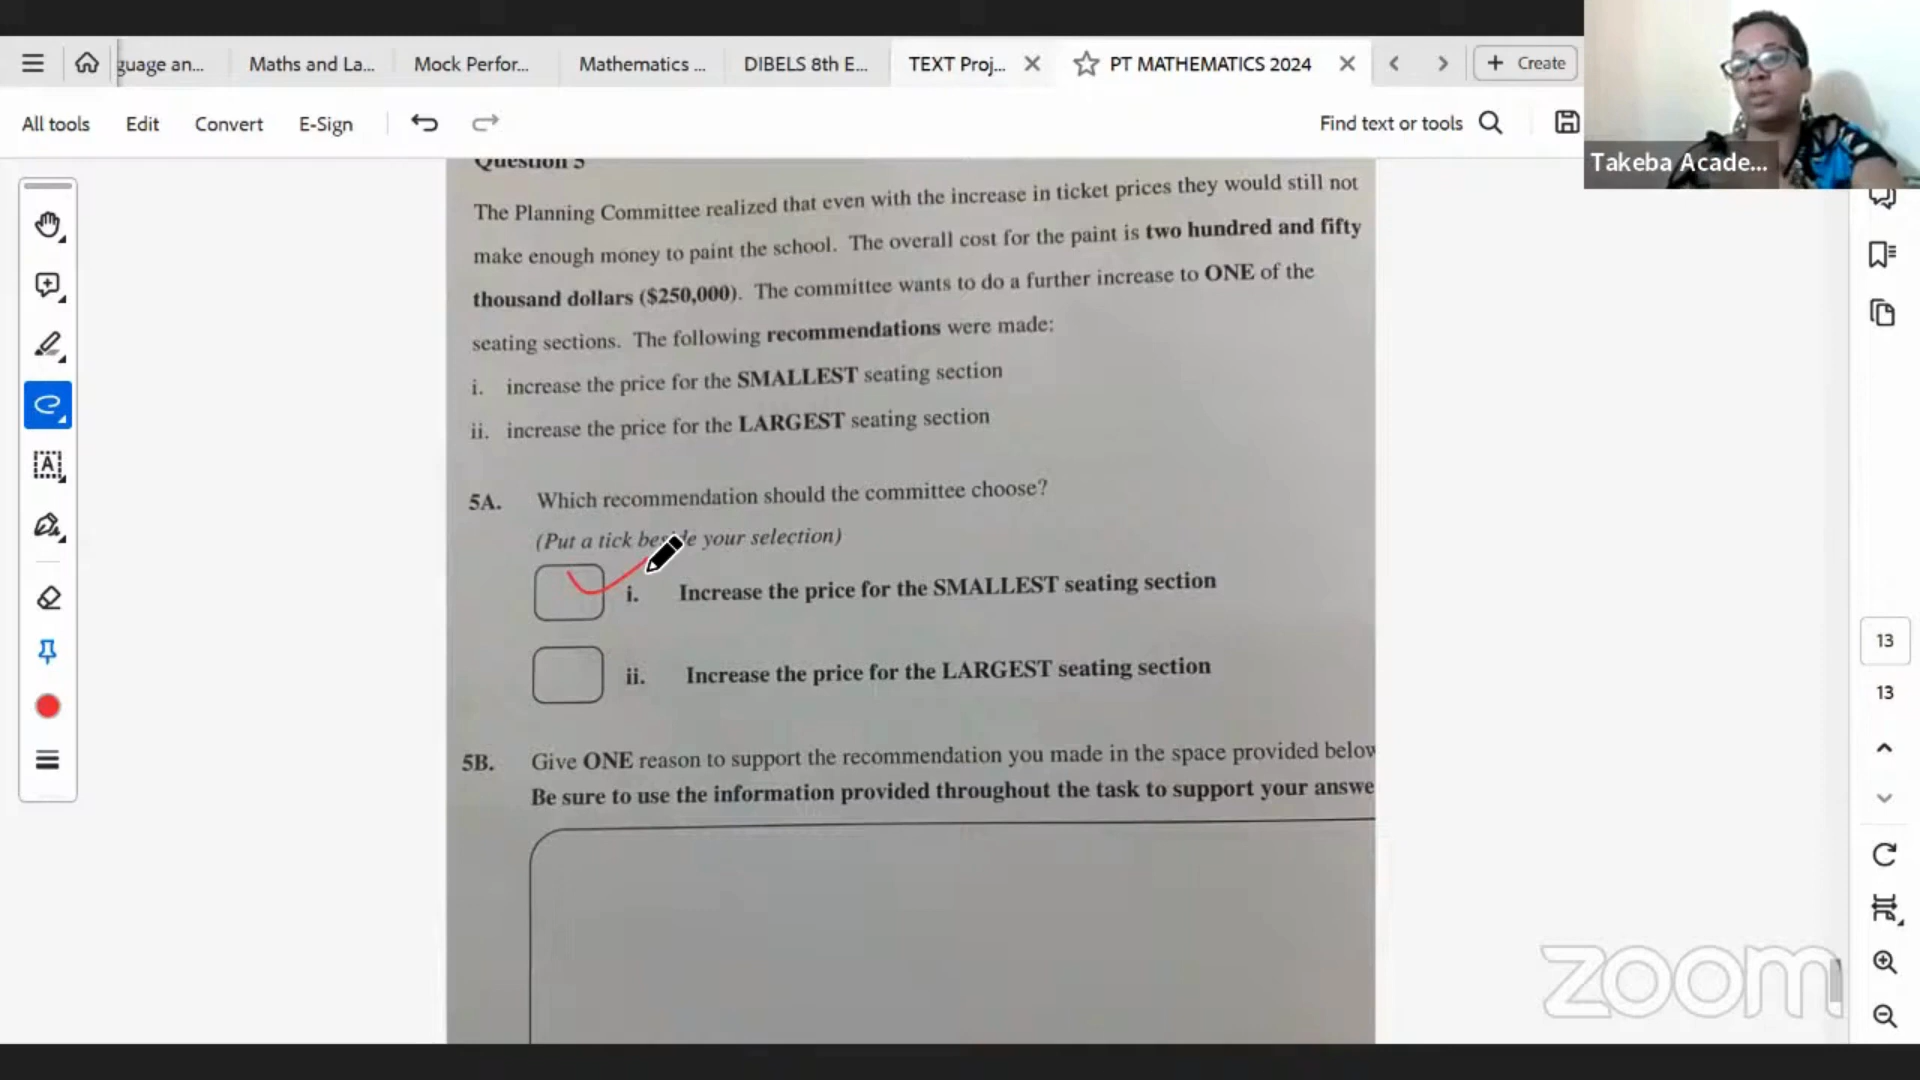 guage an...
Maths and La...
Mock Perfor...
Mathematics ...
DIBELS 8th E...
TEXT Proj...
PT MATHEMATICS 2024
Create
All tools
Edit
Convert
E-Sign
Find text or tools
Takeba Acade...
Question 5
The Planning Committee realized that even with the increase in ticket prices they would still not
make enough money to paint the school. The overall cost for the paint is two hundred and fifty
thousand dollars ($250,000). The committee wants to do a further increase to ONE of the
seating sections. The following recommendations were made:
i. increase the price for the SMALLEST seating section
ii. increase the price for the LARGEST seating section
5A. Which recommendation should the committee choose?
(Put a tick beside your selection)
i. Increase the price for the SMALLEST seating section
ii. Increase the price for the LARGEST seating section
5B. Give ONE reason to support the recommendation you made in the space provided below
Be sure to use the information provided throughout the task to support your answe
13
13
zoom